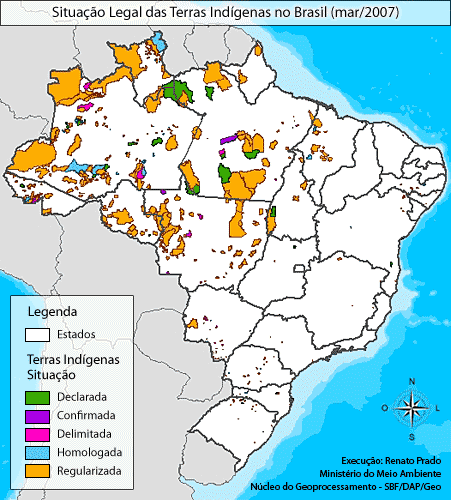 Situação Legal das Terras Indígenas no Brasil (mar/2007)
Legenda
Estados
Terras Indígenas
Situação
Declarada
Confirmada
Delimitada
Homologada
Regularizada
N
O
L
S
Execução: Renato Prado
Ministério do Meio Ambiente
Núcleo do Geoprocessamento - SBF/DAP/Geo